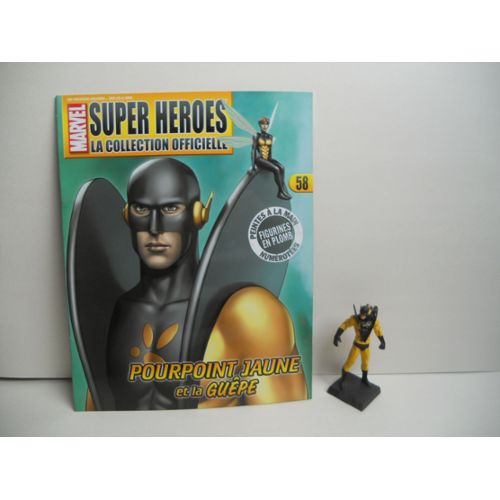 MARVEL
SUPER HEROES
LA COLLECTION OFFICIELLE
58
PEINTES À LA MAIN
FIGURINES
EN PLOMB
NUMÉROTÉES
POURPOINT JAUNE
et la GUÊPE